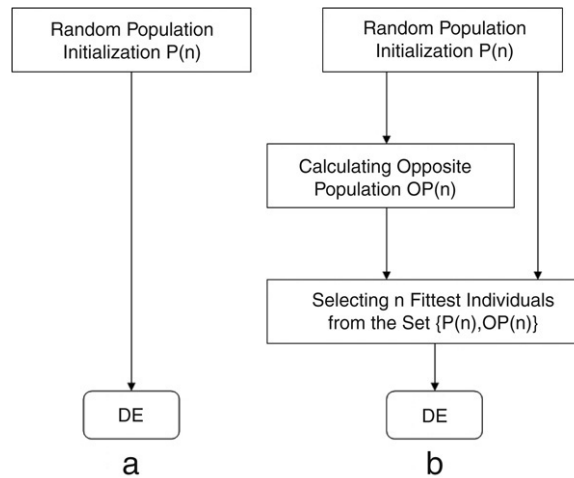 Random Population
Initialization P(n)
DE
a
Random Population
Initialization P(n)
Calculating Opposite
Population OP(n)
Selecting n Fittest Individuals
from the Set {P(n),OP(n)}
DE
b